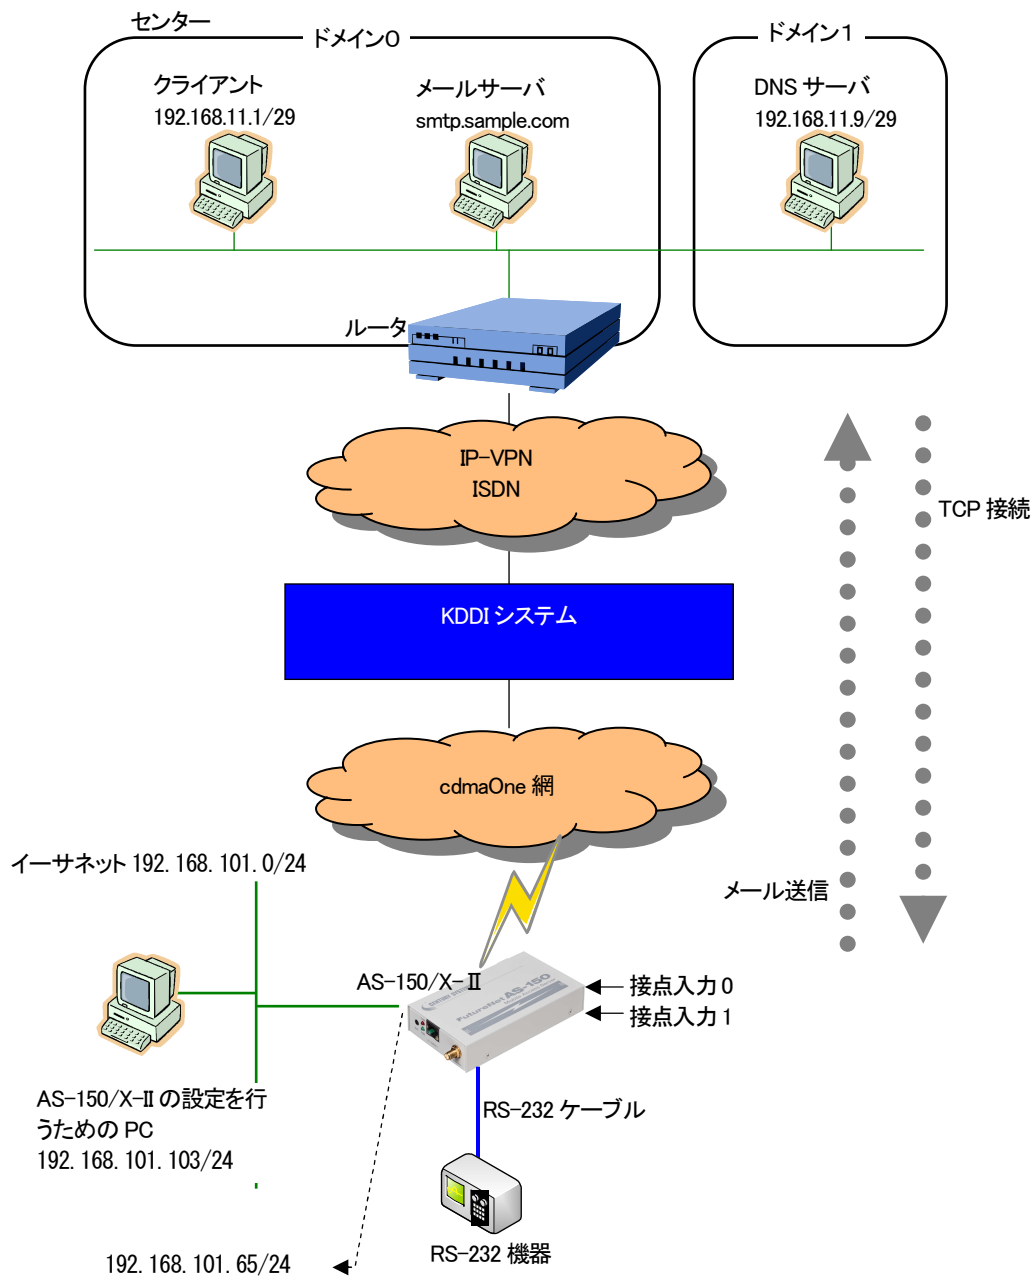 センター
ドメイン0
ドメイン1
クライアント
192.168.11.1/29
メールサーバ
smtp.sample.com
DNS サーバ
192.168.11.9/29
ルータ
IP-VPN
ISDN
TCP 接続
KDDI システム
cdmaOne 網
イーサネット 192.168.101.0/24
メール送信
AS-150/X-Ⅱ
FutureNet AS-150
接点入力 0
接点入力 1
AS-150/X-II の設定を行
うための PC
192.168.101.103/24
RS-232 ケーブル
192.168.101.65/24
RS-232 機器